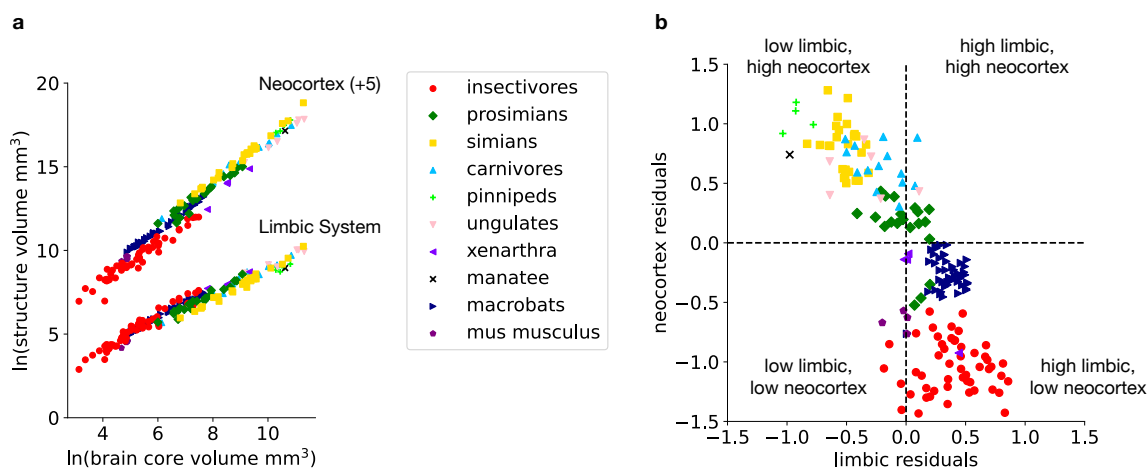 a
Neocortex (+5)
Limbic System
20
15
10
5
0
4
6
8
10
ln(structure volume mm³)
ln(brain core volume mm³)
insectivores
prosimians
simians
carnivores
pinnipeds
ungulates
xenarthra
manatee
macrobats
mus musculus
b
low limbic,
high neocortex
high limbic,
high neocortex
low limbic,
low neocortex
high limbic,
low neocortex
1.5
1.0
0.5
0.0
−0.5
−1.0
−1.5
−1.5
−1.0
−0.5
0.0
0.5
1.0
1.5
neocortex residuals
limbic residuals